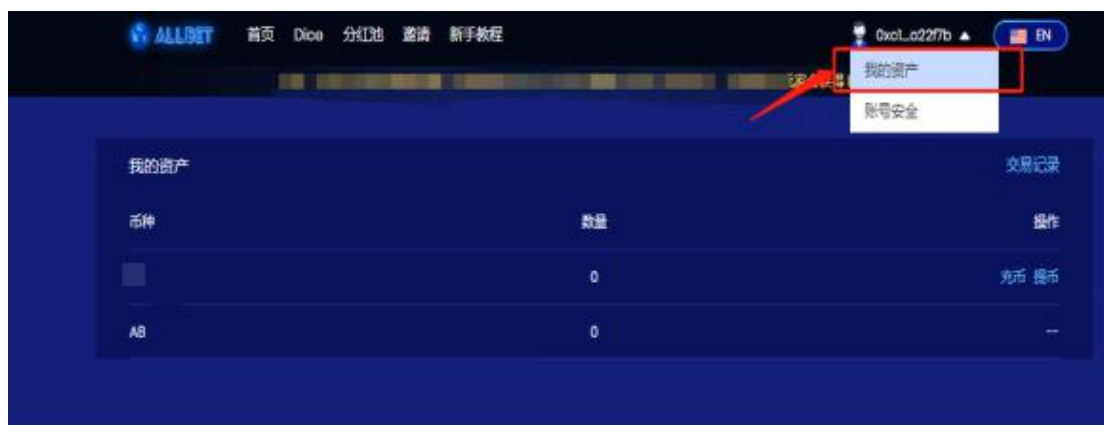 ALLBET 首页 Dice 分红池 邀请 新手教程 0xc1...a22f7b ▲ EN
我的资产
账号安全
我的资产 交易记录
币种 数量 操作
0 充币 提币
AB 0 --